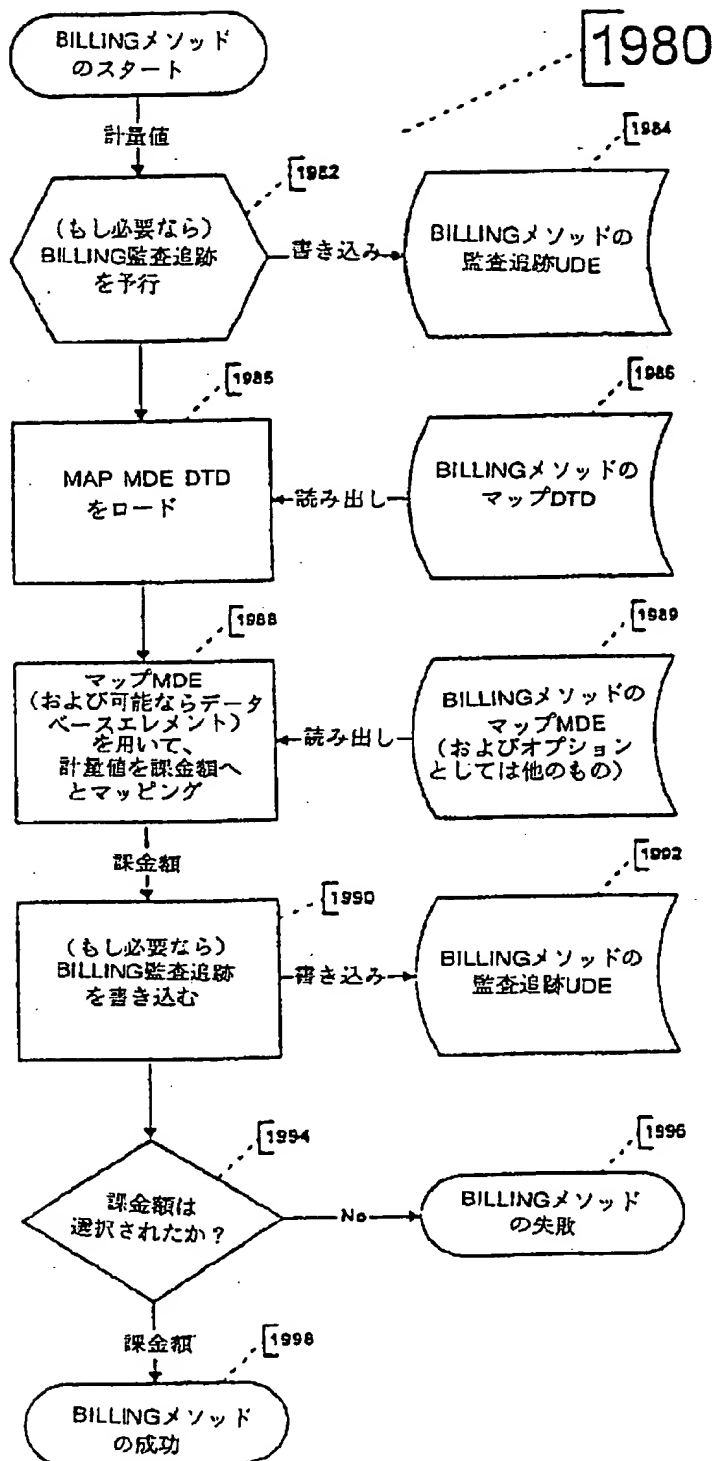 BILLINGメソッド
のスタート
1980
計量値
1982
1984
(もし必要なら)
BILLING監査追跡
を予行
書き込み
BILLINGメソッドの
監査追跡UDE
1985
1986
MAP MDE DTD
をロード
読み出し
BILLINGメソッドの
マップDTD
1988
1989
マップMDE
(および可能ならデータ
ベースエレメント)
を用いて、
計量値を課金額へ
とマッピング
読み出し
BILLINGメソッドの
マップMDE
(およびオプション
としては他のもの)
課金額
1990
1992
(もし必要なら)
BILLING監査追跡
を書き込む
書き込み
BILLINGメソッドの
監査追跡UDE
1994
1996
課金額は
選択されたか?
No
BILLINGメソッド
の失敗
課金額
1998
BILLINGメソッド
の成功